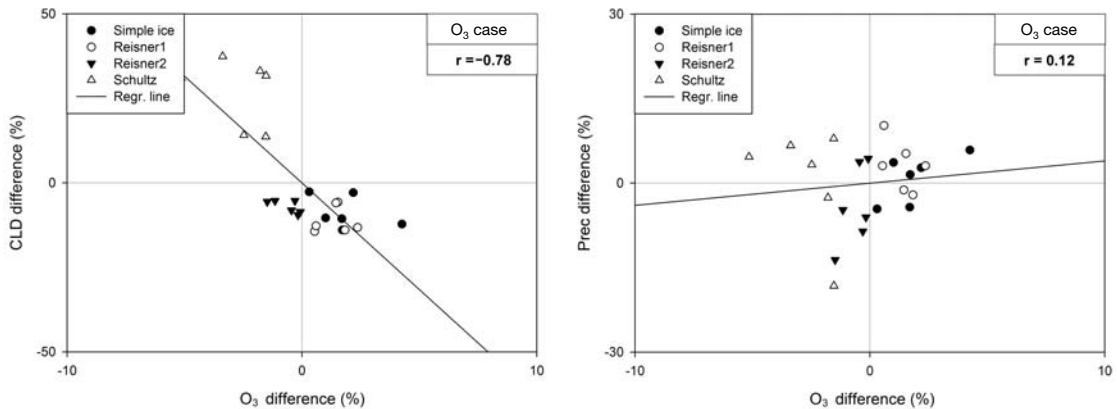 30
50
Simple ice
Reisner1
Reisner2
Schultz
Regr. line
O₃ case
r =−0.78
CLD difference (%)
0
-50
-10
0
10
O₃ difference (%)
30
Simple ice
Reisner1
Reisner2
Schultz
Regr. line
O₃ case
r = 0.12
Prec difference (%)
0
-30
-10
0
10
O₃ difference (%)